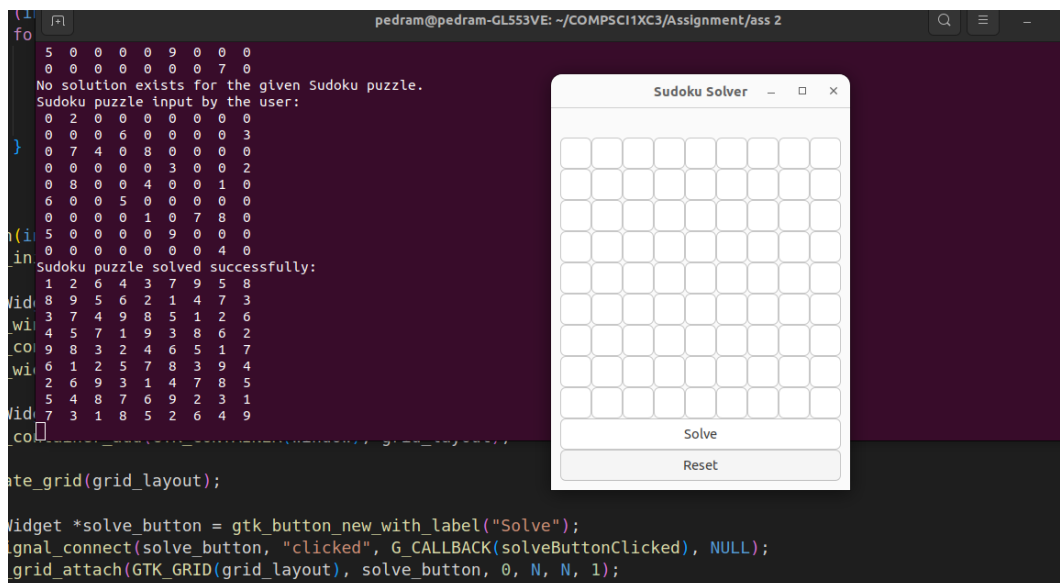 pedram@pedram-GL553VE: ~/COMPSCI1XC3/Assignment/ass 2
fo
5 0 0 0 0 9 0 0 0
0 0 0 0 0 0 0 7 0
No solution exists for the given Sudoku puzzle.
Sudoku puzzle input by the user:
0 2 0 0 0 0 0 0 0
0 0 0 6 0 0 0 0 3
0 7 4 0 8 0 0 0 0
0 0 0 0 0 3 0 0 2
0 8 0 0 4 0 0 1 0
6 0 0 5 0 0 0 0 0
0 0 0 0 1 0 7 8 0
5 0 0 0 0 9 0 0 0
0 0 0 0 0 0 0 4 0
Sudoku puzzle solved successfully:
1 2 6 4 3 7 9 5 8
8 9 5 6 2 1 4 7 3
3 7 4 9 8 5 1 2 6
4 5 7 1 9 3 8 6 2
9 8 3 2 4 6 5 1 7
6 1 2 5 7 8 3 9 4
2 6 9 3 1 4 7 8 5
5 4 8 7 6 9 2 3 1
7 3 1 8 5 2 6 4 9
}
Sudoku Solver
Solve
Reset
ate_grid(grid_layout);
Widget *solve_button = gtk_button_new_with_label("Solve");
ignal_connect(solve_button, "clicked", G_CALLBACK(solveButtonClicked), NULL);
_grid_attach(GTK_GRID(grid_layout), solve_button, 0, N, N, 1);